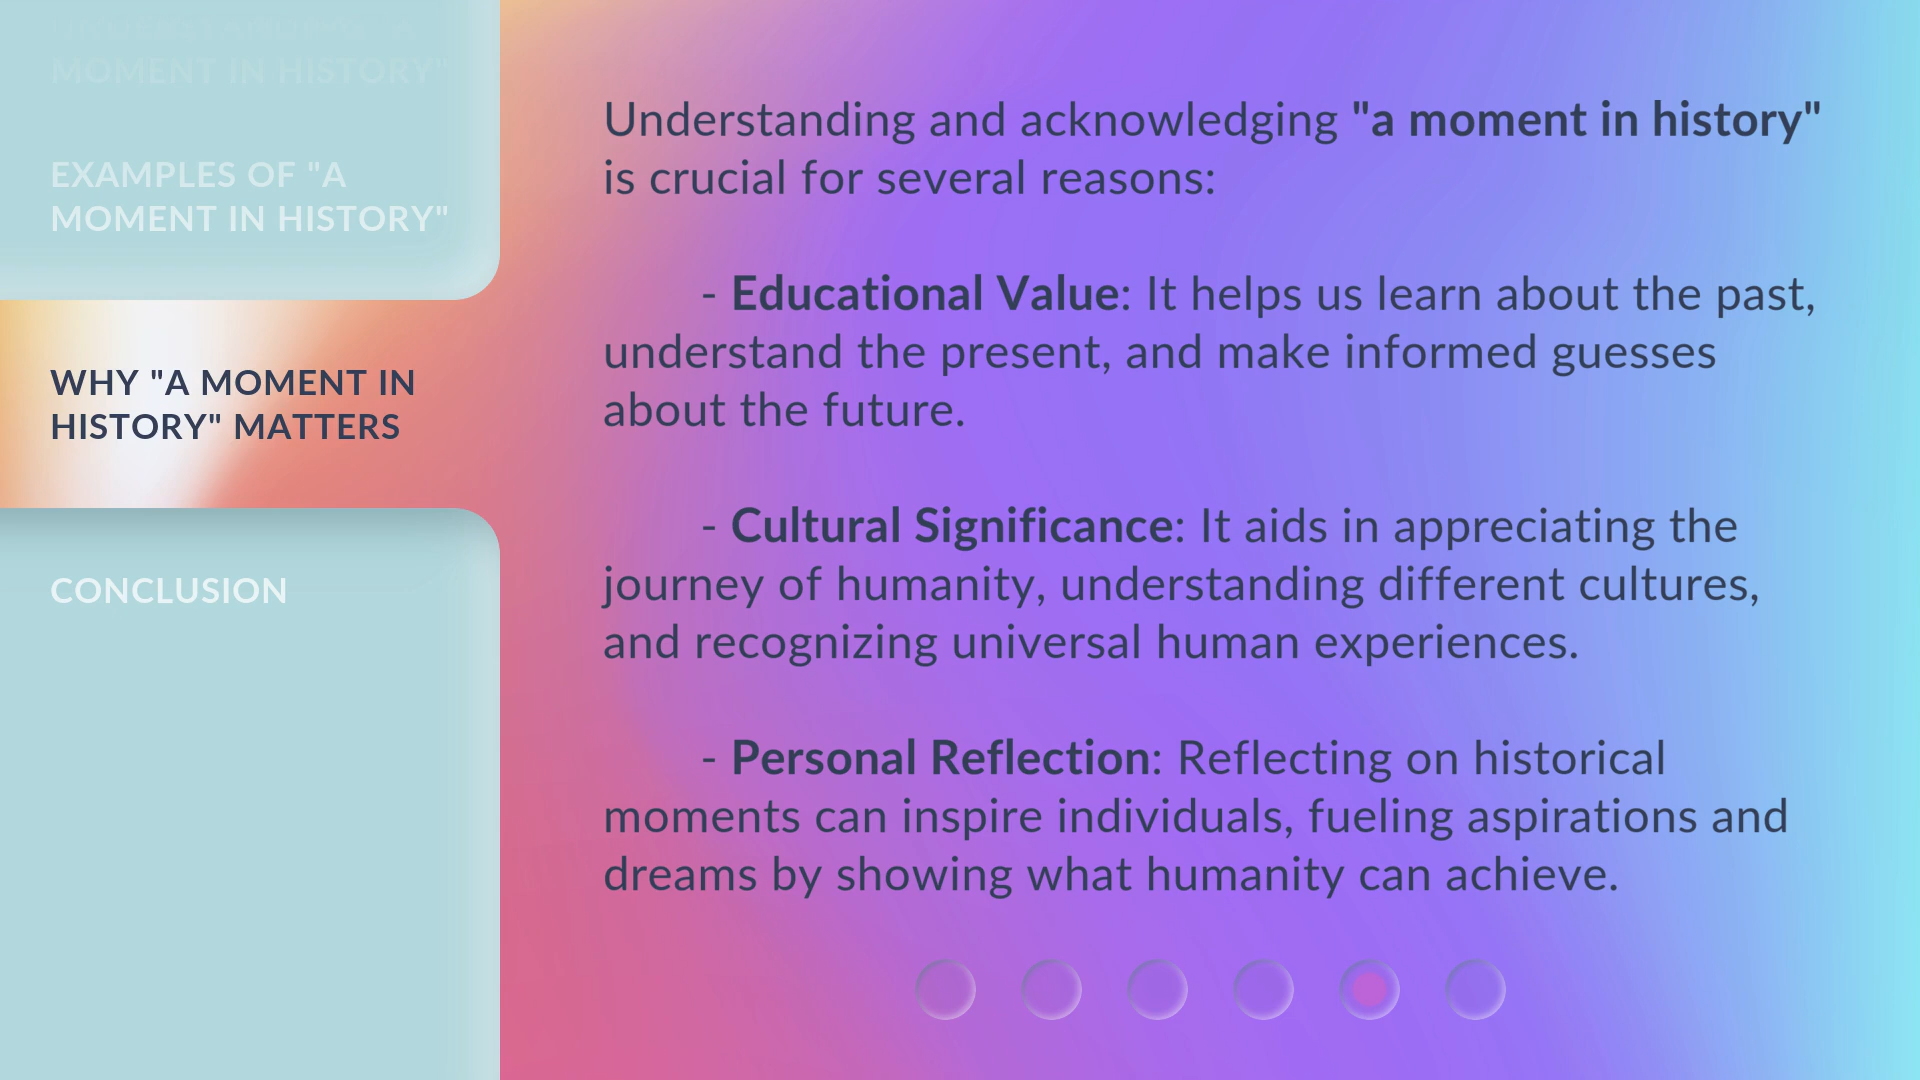 MOMENT IN HISTORY"
EXAMPLES OF "A
MOMENT IN HISTORY"
WHY "A MOMENT IN
HISTORY" MATTERS
CONCLUSION
Understanding and acknowledging "a moment in history"
is crucial for several reasons:
- Educational Value: It helps us learn about the past,
understand the present, and make informed guesses
about the future.
- Cultural Significance: It aids in appreciating the
journey of humanity, understanding different cultures,
and recognizing universal human experiences.
- Personal Reflection: Reflecting on historical
moments can inspire individuals, fueling aspirations and
dreams by showing what humanity can achieve.